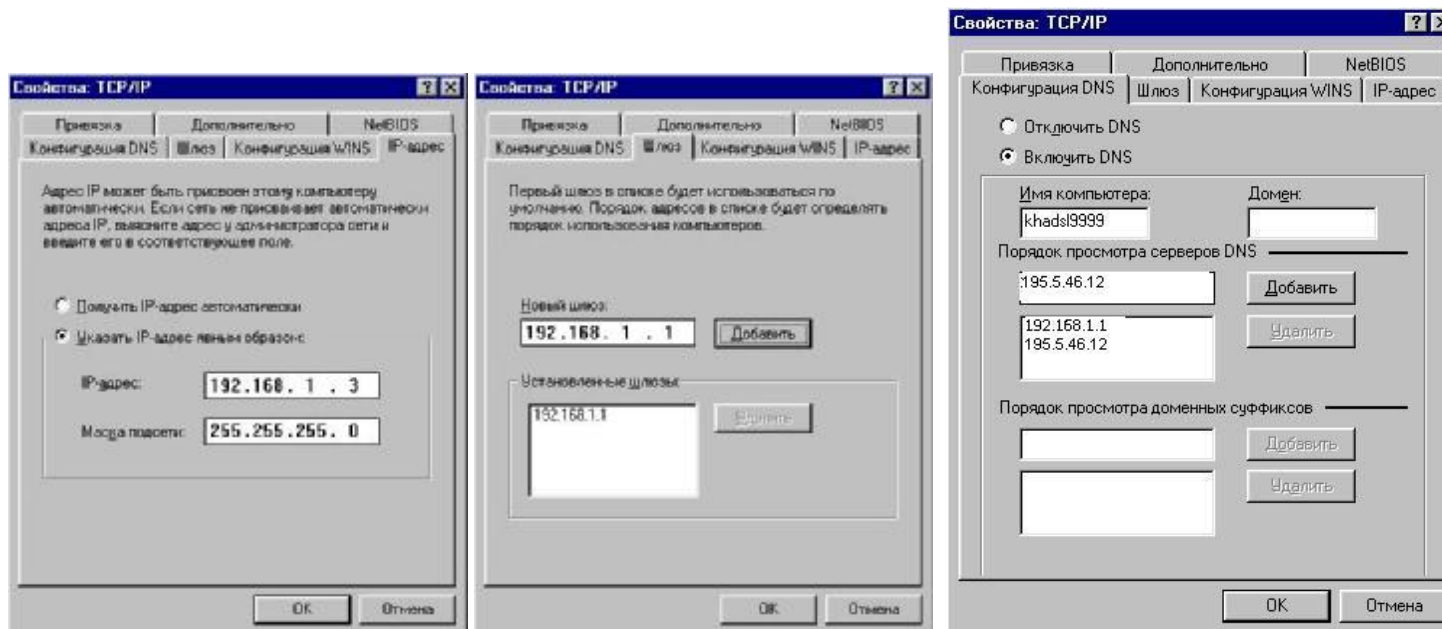 Свойства: TCP/IP
Привязка
Дополнительно
NetBIOS
Конфигурация DNS
Шлюз
Конфигурация WINS
IP-адрес
Адрес IP может быть присвоен этому компьютеру
автоматически. Если сеть не присваивает автоматически
адреса IP, выясните адрес у администратора сети и
введите его в соответствующее поле.
Получить IP-адрес автоматически
Указать IP-адрес явным образом:
IP-адрес:
192.168. 1 . 3
Маска подсети:
255.255.255. 0
OK
Отмена
Свойства: TCP/IP
Привязка
Дополнительно
NetBIOS
Конфигурация DNS
Шлюз
Конфигурация WINS
IP-адрес
Первый шлюз в списке будет использоваться по
умолчанию. Порядок адресов в списке будет определять
порядок использования компьютеров.
Новый шлюз:
192.168. 1 . 1
Добавить
Установленные шлюзы:
192.168.1.1
Удалить
OK
Отмена
Свойства: TCP/IP
Привязка
Дополнительно
NetBIOS
Конфигурация DNS
Шлюз
Конфигурация WINS
IP-адрес
Отключить DNS
Включить DNS
Имя компьютера:
Домен:
khadsl9999
Порядок просмотра серверов DNS
195.5.46.12
Добавить
192.168.1.1
195.5.46.12
Удалить
Порядок просмотра доменных суффиксов
Добавить
Удалить
OK
Отмена